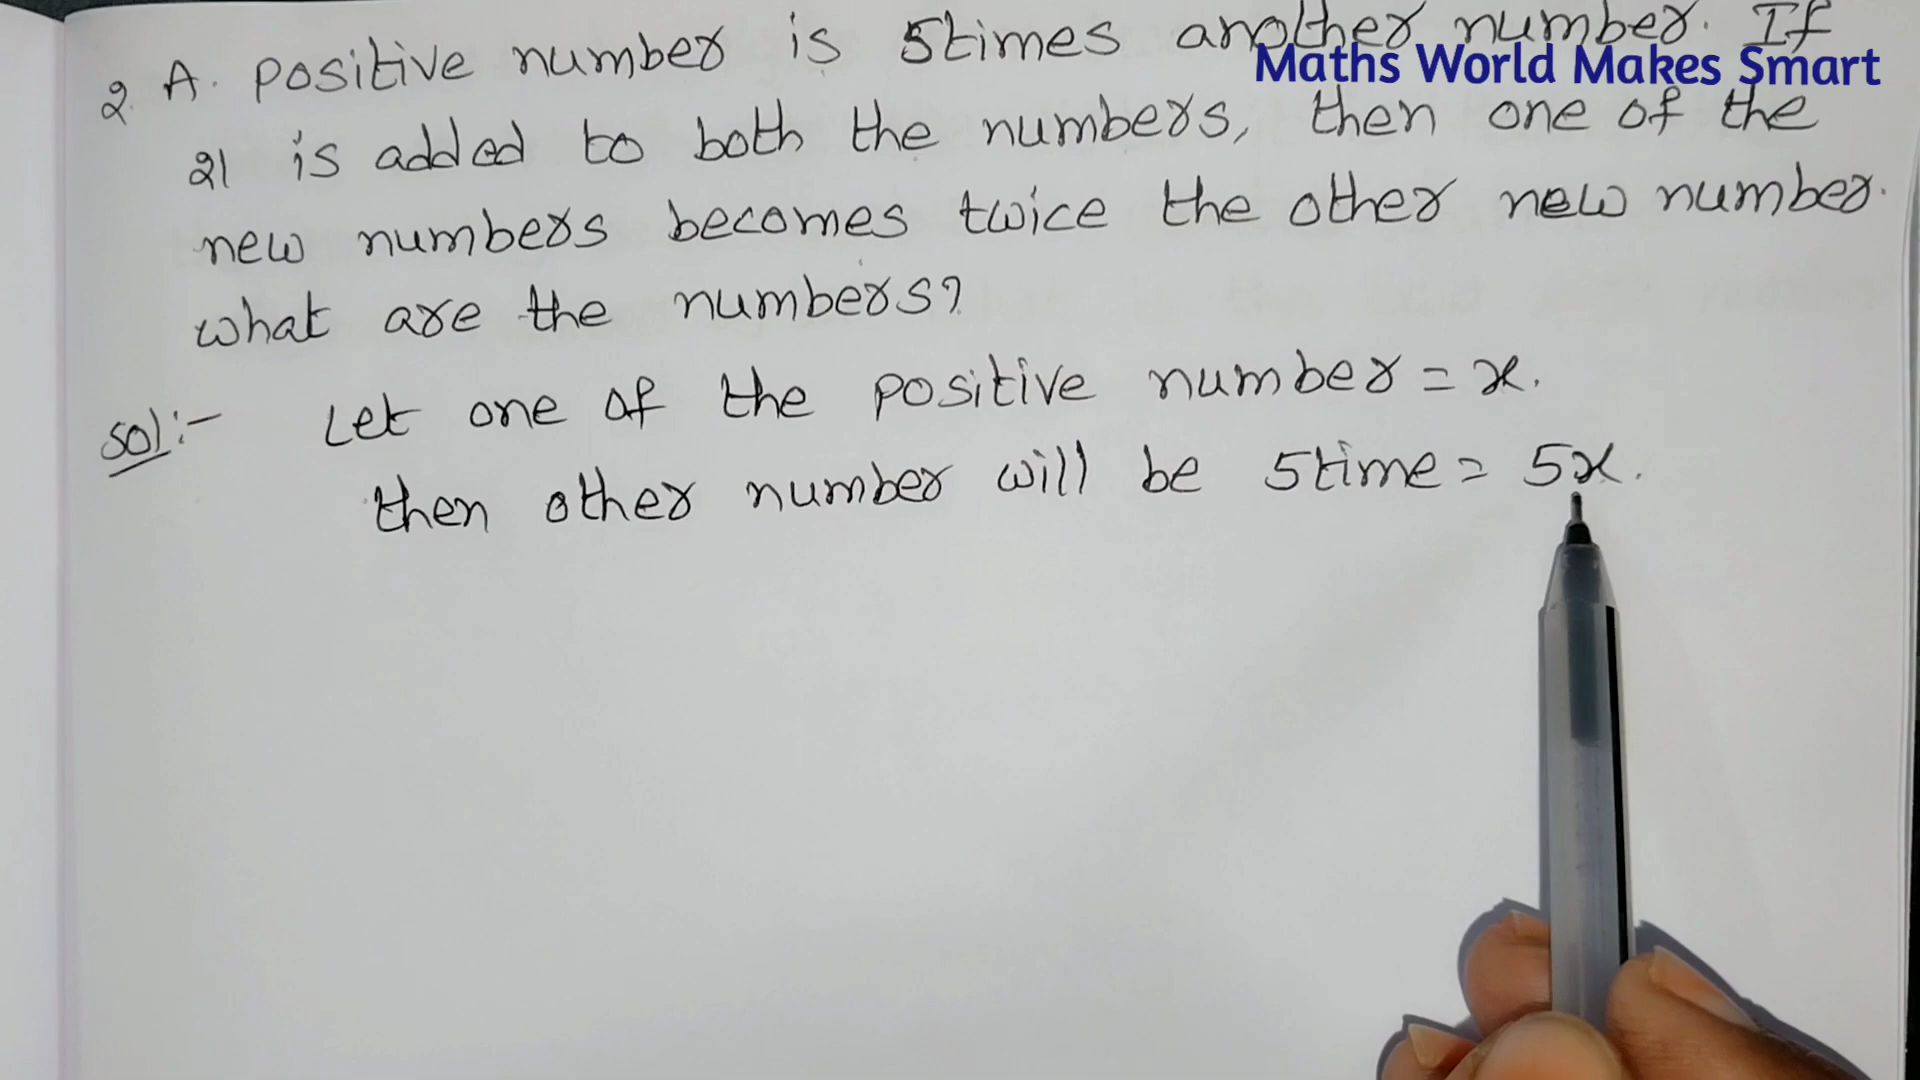 2. A. positive number is 5times another number. If
Maths World Makes Smart
21 is added to both the numbers, then one of the
new numbers becomes twice the other new number.
what are the numbers?
Sol:- Let one of the positive number = x.
then other number will be 5time = 5x.